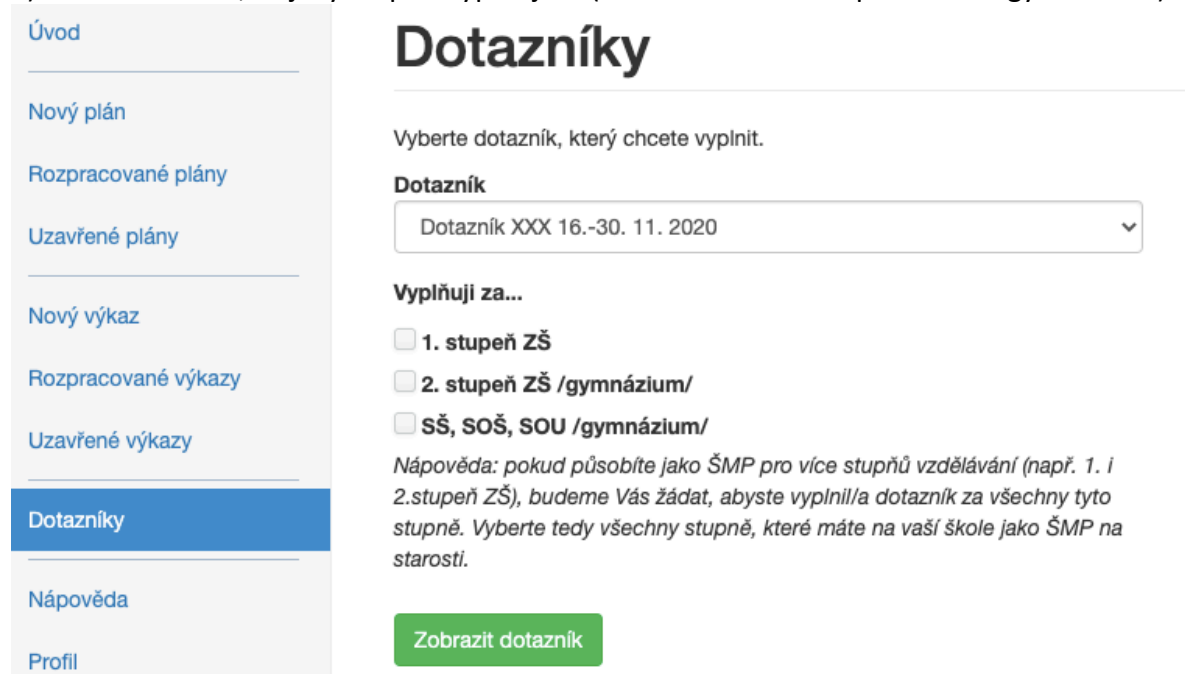 Úvod
Nový plán
Rozpracované plány
Uzavřené plány
Nový výkaz
Rozpracované výkazy
Uzavřené výkazy
Dotazníky
Nápověda
Profil
Dotazníky
Vyberte dotazník, který chcete vyplnit.
Dotazník
Dotazník XXX 16.-30. 11. 2020
Vyplňuji za...
1. stupeň ZŠ
2. stupeň ZŠ /gymnázium/
SŠ, SOŠ, SOU /gymnázium/
Nápověda: pokud působíte jako ŠMP pro více stupňů vzdělávání (např. 1. i
2.stupeň ZŠ), budeme Vás žádat, abyste vyplnil/a dotazník za všechny tyto
stupně. Vyberte tedy všechny stupně, které máte na vaší škole jako ŠMP na
starosti.
Zobrazit dotazník